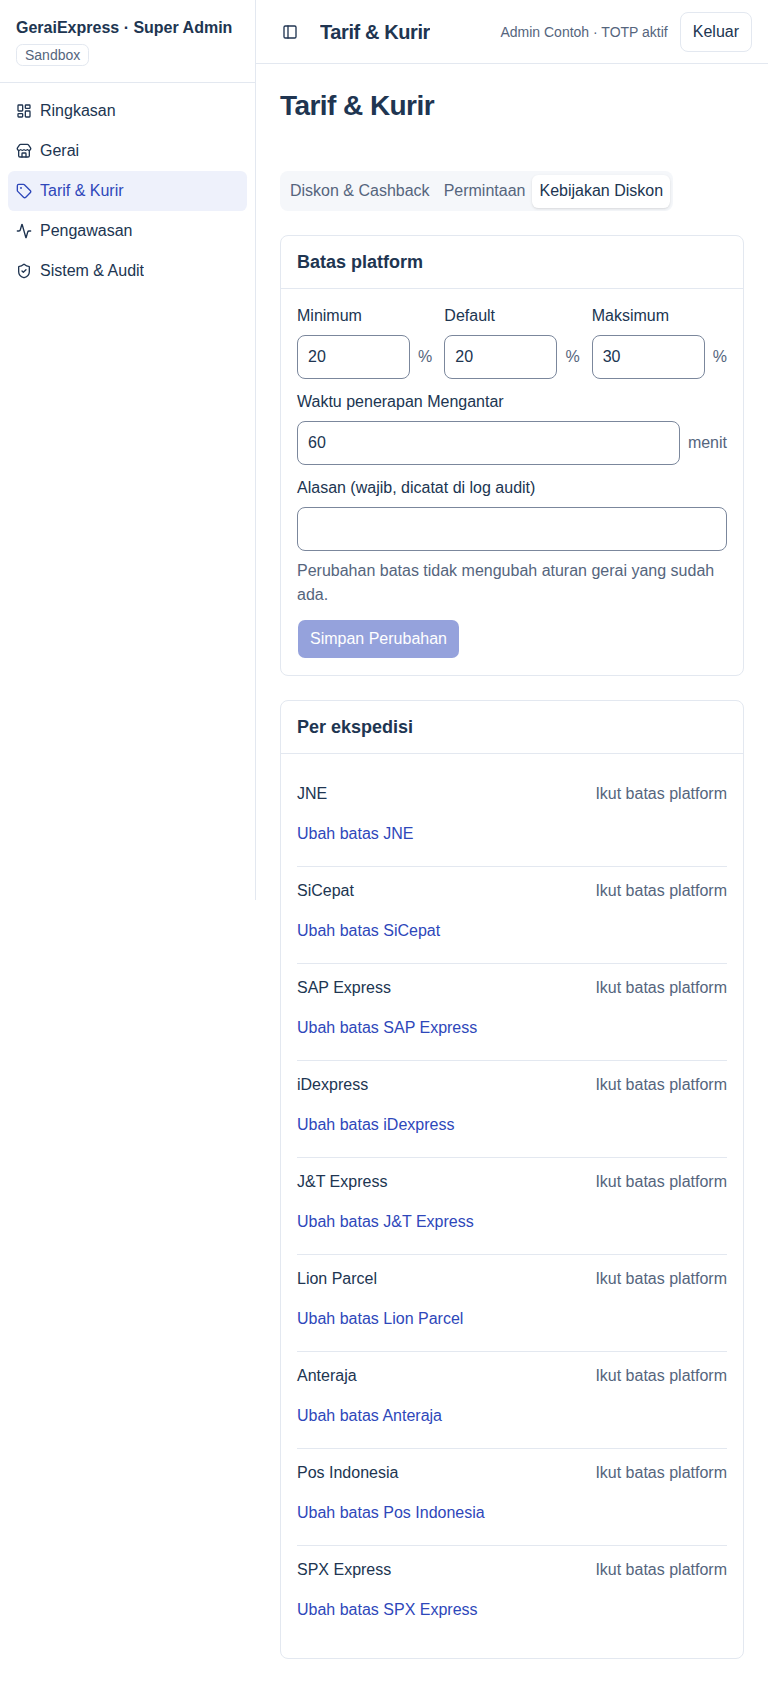 GeraiExpress · Super Admin
Sandbox
Ringkasan
Gerai
Tarif & Kurir
Pengawasan
Sistem & Audit
Tarif & Kurir
Admin Contoh · TOTP aktif
Keluar
Tarif & Kurir
Diskon & Cashback
Permintaan
Kebijakan Diskon
Batas platform
Minimum
Default
Maksimum
20 %
20 %
30 %
Waktu penerapan Mengantar
60 menit
Alasan (wajib, dicatat di log audit)
Perubahan batas tidak mengubah aturan gerai yang sudah
ada.
Simpan Perubahan
Per ekspedisi
JNE Ikut batas platform
Ubah batas JNE
SiCepat Ikut batas platform
Ubah batas SiCepat
SAP Express Ikut batas platform
Ubah batas SAP Express
iDexpress Ikut batas platform
Ubah batas iDexpress
J&T Express Ikut batas platform
Ubah batas J&T Express
Lion Parcel Ikut batas platform
Ubah batas Lion Parcel
Anteraja Ikut batas platform
Ubah batas Anteraja
Pos Indonesia Ikut batas platform
Ubah batas Pos Indonesia
SPX Express Ikut batas platform
Ubah batas SPX Express